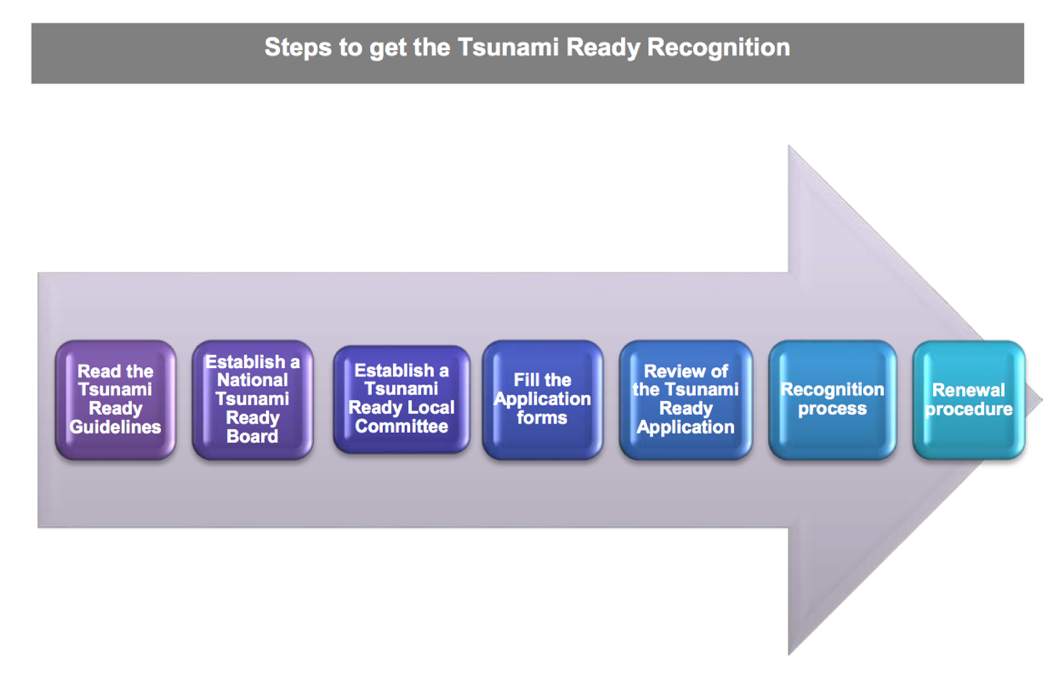 Steps to get the Tsunami Ready Recognition
Read the
Tsunami
Ready
Guidelines
Establish a
National
Tsunami
Ready
Board
Establish a
Tsunami
Ready Local
Committee
Fill the
Application
forms
Review of
the Tsunami
Ready
Application
Recognition
process
Renewal
procedure